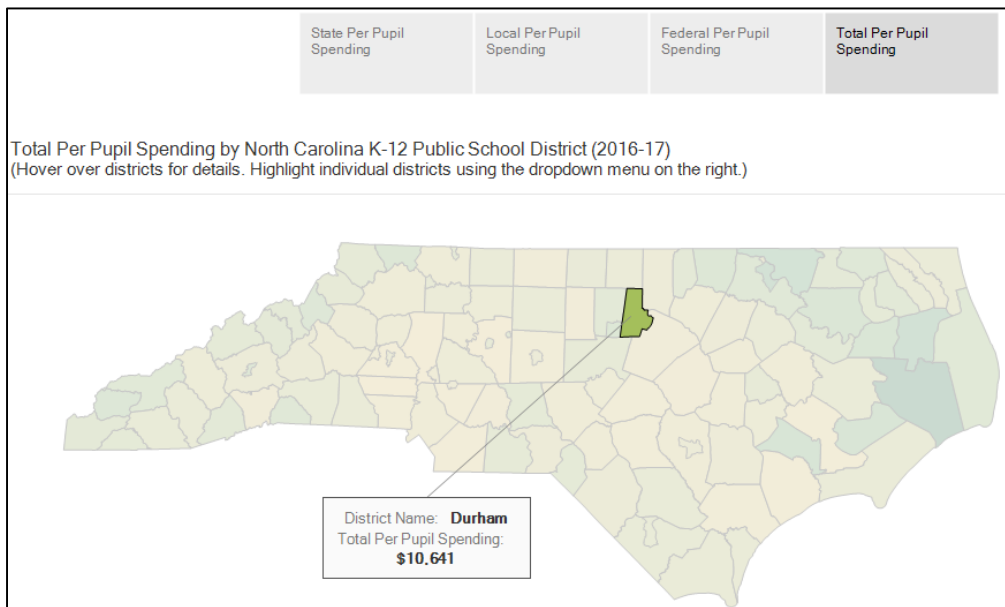 State Per Pupil
Spending
Local Per Pupil
Spending
Federal Per Pupil
Spending
Total Per Pupil
Spending
Total Per Pupil Spending by North Carolina K-12 Public School District (2016-17)
(Hover over districts for details. Highlight individual districts using the dropdown menu on the right.)
District Name: Durham
Total Per Pupil Spending:
$10,641